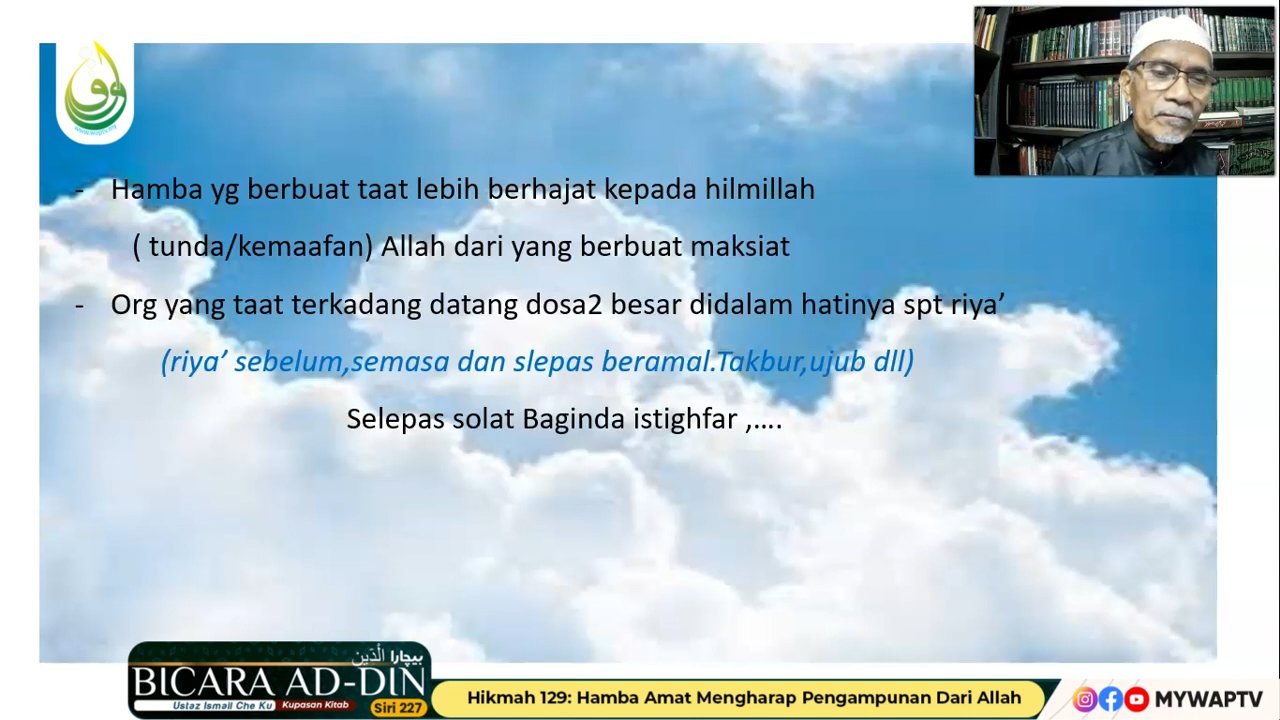 - Hamba yg berbuat taat lebih berhajat kepada hilmillah
( tunda/kemaafan) Allah dari yang berbuat maksiat
- Org yang taat terkadang datang dosa2 besar didalam hatinya spt riya’
(riya’ sebelum,semasa dan slepas beramal.Takbur,ujub dll)
Selepas solat Baginda istighfar ,....
بيچارا الّدين
BICARA AD-DIN
Ustaz Ismail Che Ku Kupasan Kitab Siri 227
Hikmah 129: Hamba Amat Mengharap Pengampunan Dari Allah
MYWAPTV